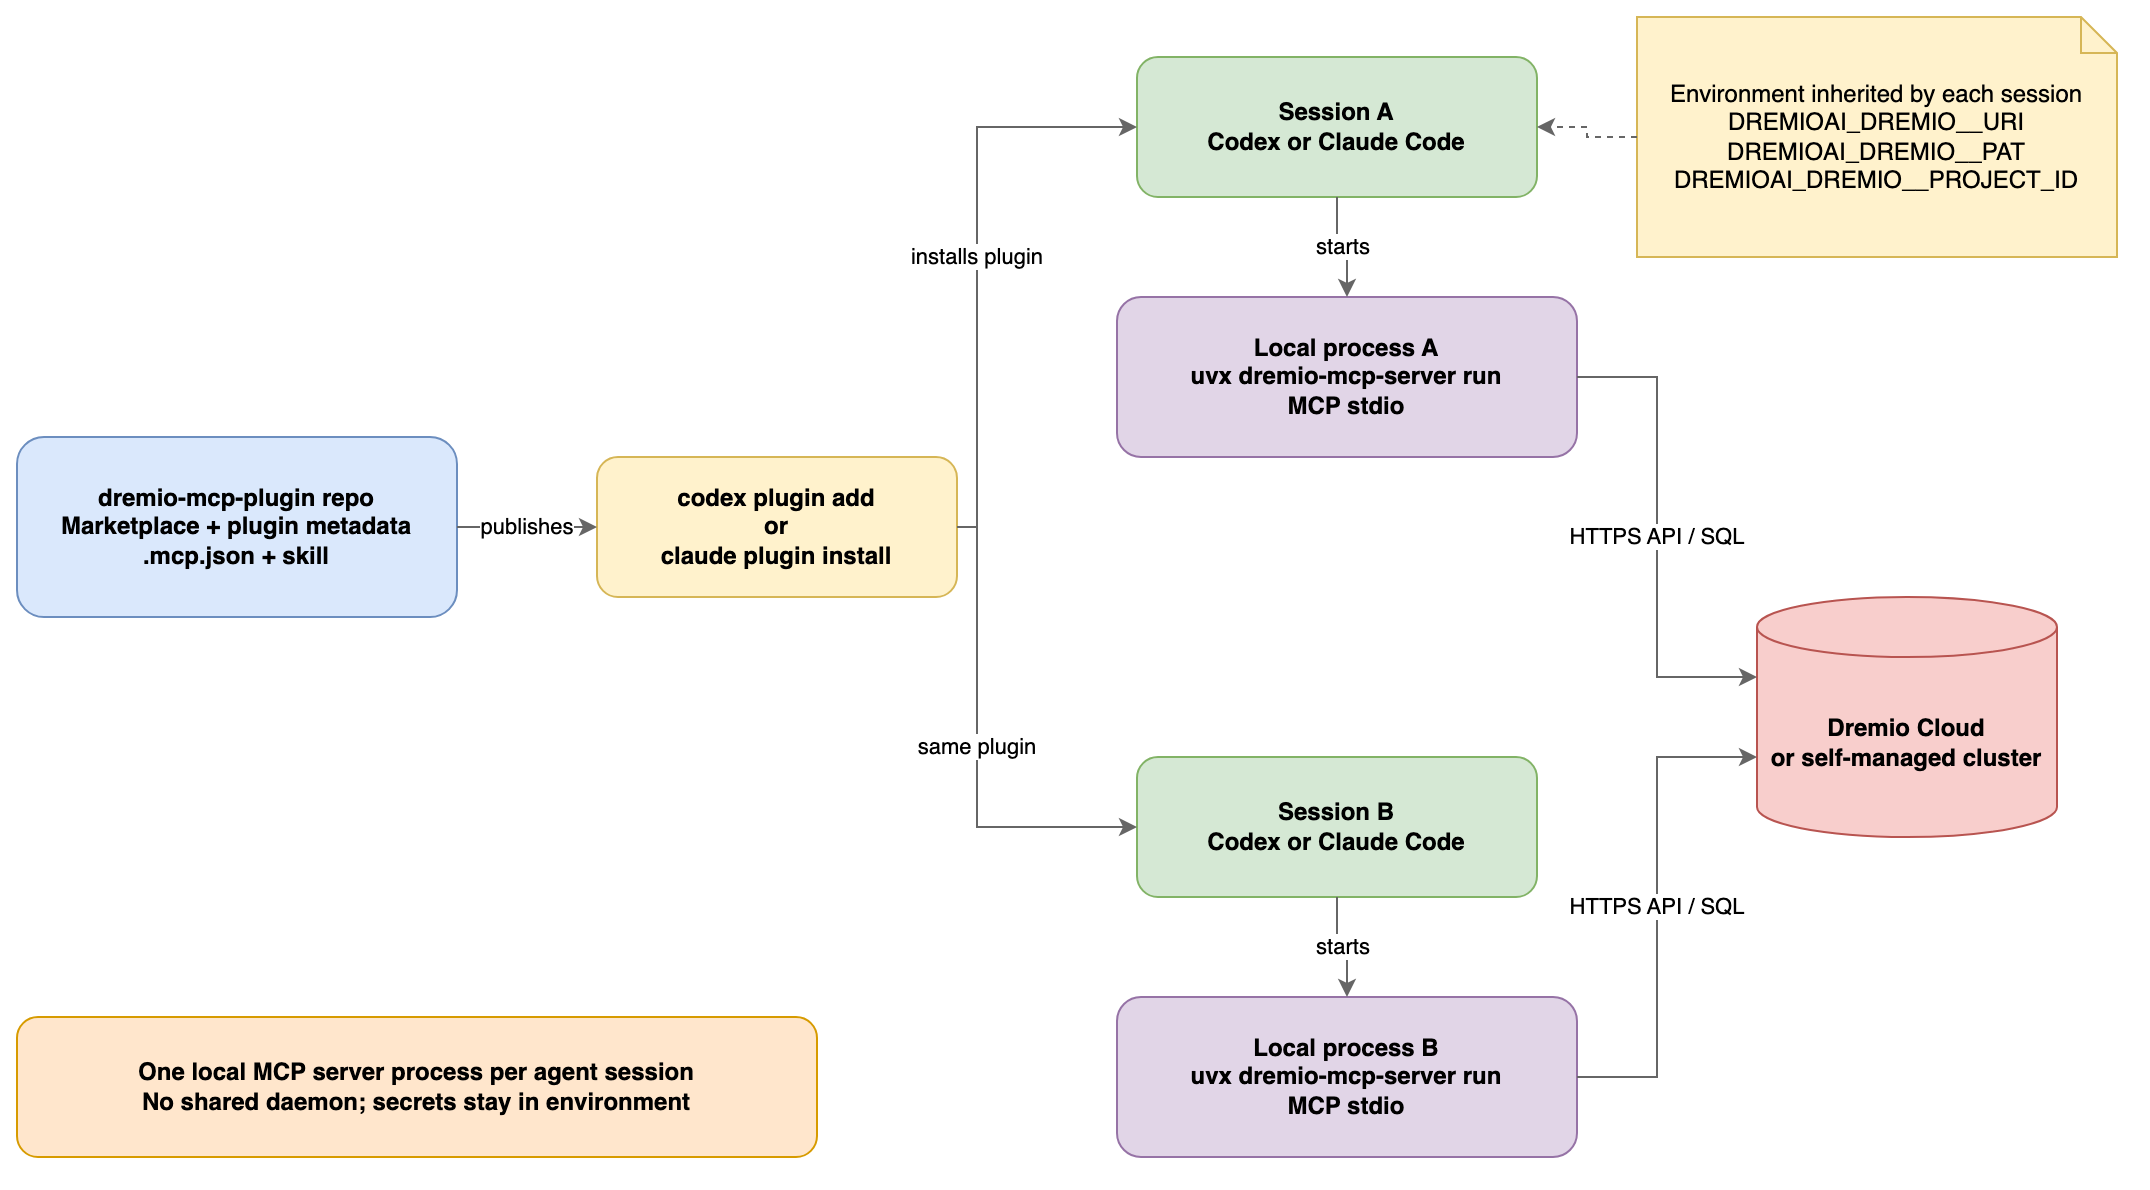 Session A
Codex or Claude Code
Environment inherited by each session
DREMIOAI_DREMIO__URI
DREMIOAI_DREMIO__PAT
DREMIOAI_DREMIO__PROJECT_ID
installs plugin
starts
Local process A
uvx dremio-mcp-server run
MCP stdio
dremio-mcp-plugin repo
Marketplace + plugin metadata
.mcp.json + skill
publishes
codex plugin add
or
claude plugin install
HTTPS API / SQL
same plugin
Dremio Cloud
or self-managed cluster
Session B
Codex or Claude Code
HTTPS API / SQL
starts
Local process B
uvx dremio-mcp-server run
MCP stdio
One local MCP server process per agent session
No shared daemon; secrets stay in environment